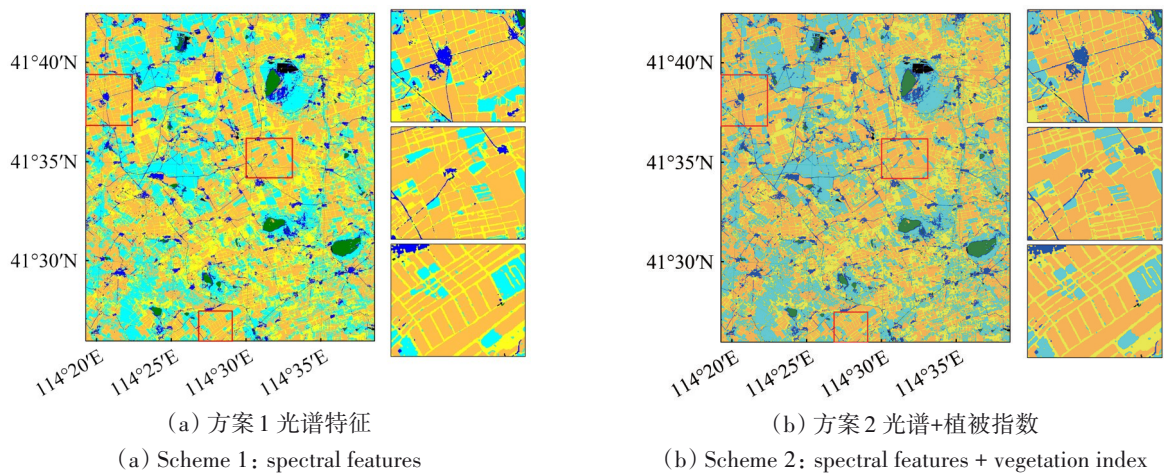 41°40′N
41°35′N
41°30′N
114°20′E
114°25′E
114°30′E
114°35′E
(a) 方案1 光谱特征
(a) Scheme 1: spectral features
41°40′N
41°35′N
41°30′N
114°20′E
114°25′E
114°30′E
114°35′E
(b) 方案2 光谱+植被指数
(b) Scheme 2: spectral features + vegetation index